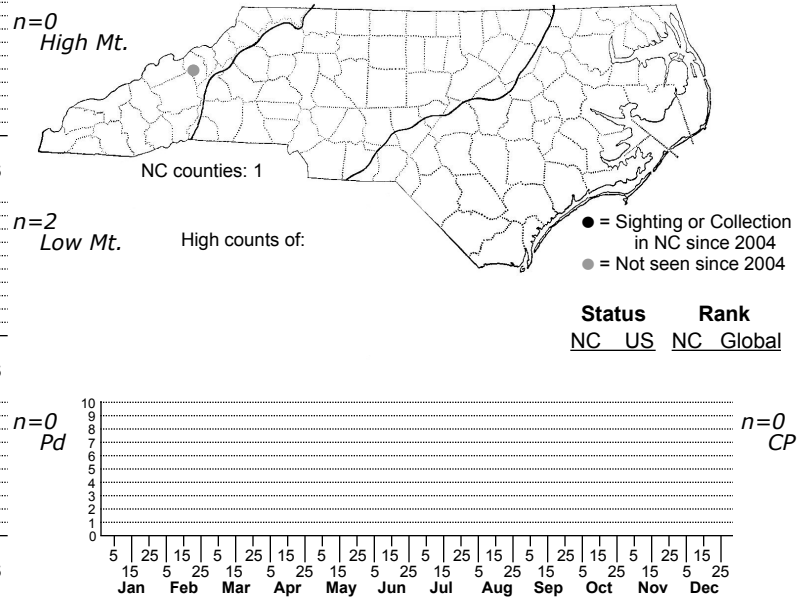 n=0
High Mt.
NC counties: 1
n=2
Low Mt.
High counts of:
● = Sighting or Collection
in NC since 2004
● = Not seen since 2004
Status Rank
NC US NC Global
n=0
Pd
10
9
8
7
6
5
4
3
2
1
0
n=0
CP
5 25 15 5 25 15 5 25 15 5 25 15 5 25 15 5 25 15
15 5 25 15 5 25 15 5 25 15 5 25 15 5 25 15 5 25
Jan Feb Mar Apr May Jun Jul Aug Sep Oct Nov Dec